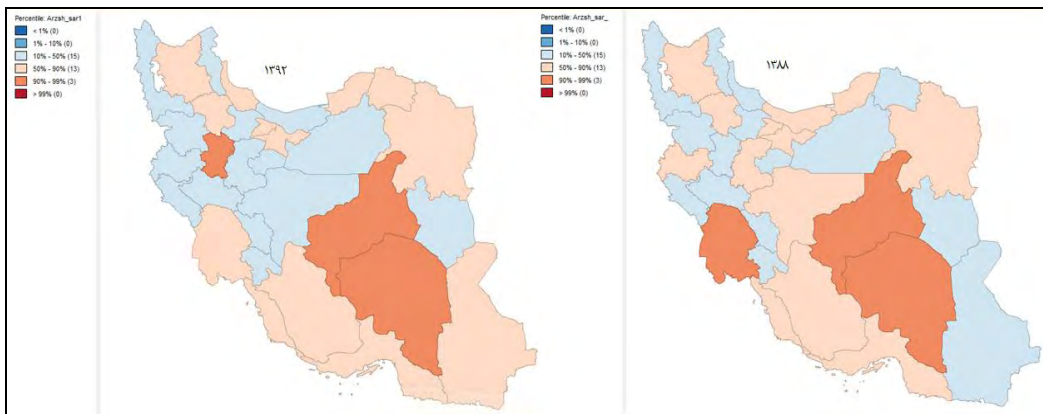 Percentile: Arzsh_sar1
< 1% (0)
1% - 10% (0)
10% - 50% (15)
50% - 90% (13)
90% - 99% (3)
> 99% (0)
۱۳۹۲
Percentile: Arzsh_sar_
< 1% (0)
1% - 10% (0)
10% - 50% (15)
50% - 90% (13)
90% - 99% (3)
> 99% (0)
۱۳۸۸